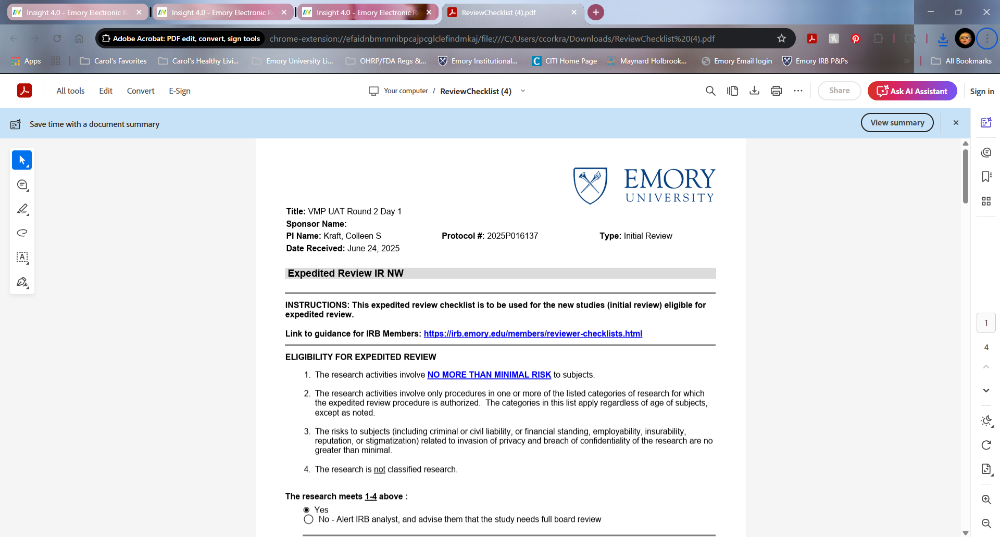 Insight 4.0 - Emory Electronic R
Insight 4.0 - Emory Electronic R
Insight 4.0 - Emory Electronic R
ReviewChecklist (4).pdf
Adobe Acrobat: PDF edit, convert, sign tools
chrome-extension://efaidnbmnnnibpcajpcglclefindmkaj/file:///C:/Users/ccorkra/Downloads/ReviewChecklist%20(4).pdf
Apps
Carol's Favorites
Carol's Healthy Livi...
Emory University Li...
OHRP/FDA Regs &...
Emory Institutional...
CITI Home Page
Maynard Holbrook...
Emory Email login
Emory IRB P&Ps
All Bookmarks
All tools
Edit
Convert
E-Sign
Your computer / ReviewChecklist (4)
Share
Ask AI Assistant
Sign in
Save time with a document summary
View summary
EMORY
UNIVERSITY
Title: VMP UAT Round 2 Day 1
Sponsor Name:
PI Name: Kraft, Colleen S Protocol #: 2025P016137 Type: Initial Review
Date Received: June 24, 2025
Expedited Review IR NW
INSTRUCTIONS: This expedited review checklist is to be used for the new studies (initial review) eligible for
expedited review.
Link to guidance for IRB Members: https://irb.emory.edu/members/reviewer-checklists.html
ELIGIBILITY FOR EXPEDITED REVIEW
1. The research activities involve NO MORE THAN MINIMAL RISK to subjects.
2. The research activities involve only procedures in one or more of the listed categories of research for which
the expedited review procedure is authorized. The categories in this list apply regardless of age of subjects,
except as noted.
3. The risks to subjects (including criminal or civil liability, or financial standing, employability, insurability,
reputation, or stigmatization) related to invasion of privacy and breach of confidentiality of the research are no
greater than minimal.
4. The research is not classified research.
The research meets 1-4 above :
Yes
No - Alert IRB analyst, and advise them that the study needs full board review
1
4